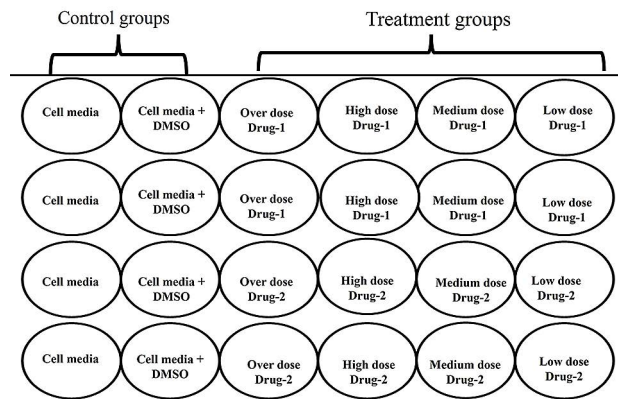 Control groups
Treatment groups
Cell media
Cell media +
DMSO
Over dose
Drug-1
High dose
Drug-1
Medium dose
Drug-1
Low dose
Drug-1
Cell media
Cell media +
DMSO
Over dose
Drug-1
High dose
Drug-1
Medium dose
Drug-1
Low dose
Drug-1
Cell media
Cell media +
DMSO
Over dose
Drug-2
High dose
Drug-2
Medium dose
Drug-2
Low dose
Drug-2
Cell media
Cell media +
DMSO
Over dose
Drug-2
High dose
Drug-2
Medium dose
Drug-2
Low dose
Drug-2